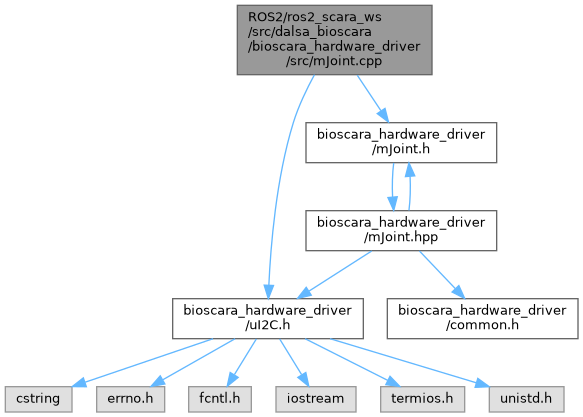 ROS2/ros2_scara_ws
/src/dalsa_bioscara
/bioscara_hardware_driver
/src/mJoint.cpp
bioscara_hardware_driver
/mJoint.h
bioscara_hardware_driver
/mJoint.hpp
bioscara_hardware_driver
/uI2C.h
bioscara_hardware_driver
/common.h
cstring
errno.h
fcntl.h
iostream
termios.h
unistd.h